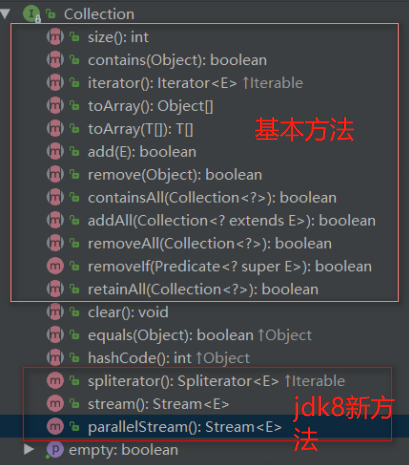 Collection
size(): int
contains(Object): boolean
iterator(): Iterator<E> ↑Iterable
toArray(): Object[]
toArray(T[]): T[]
add(E): boolean
remove(Object): boolean
containsAll(Collection<?>): boolean
addAll(Collection<? extends E>): boolean
removeAll(Collection<?>): boolean
removeIf(Predicate<? super E>): boolean
retainAll(Collection<?>): boolean
基本方法
clear(): void
equals(Object): boolean ↑Object
hashCode(): int ↑Object
spliterator(): Spliterator<E> ↑Iterable
stream(): Stream<E>
parallelStream(): Stream<E>
jdk8新方
法
empty: boolean